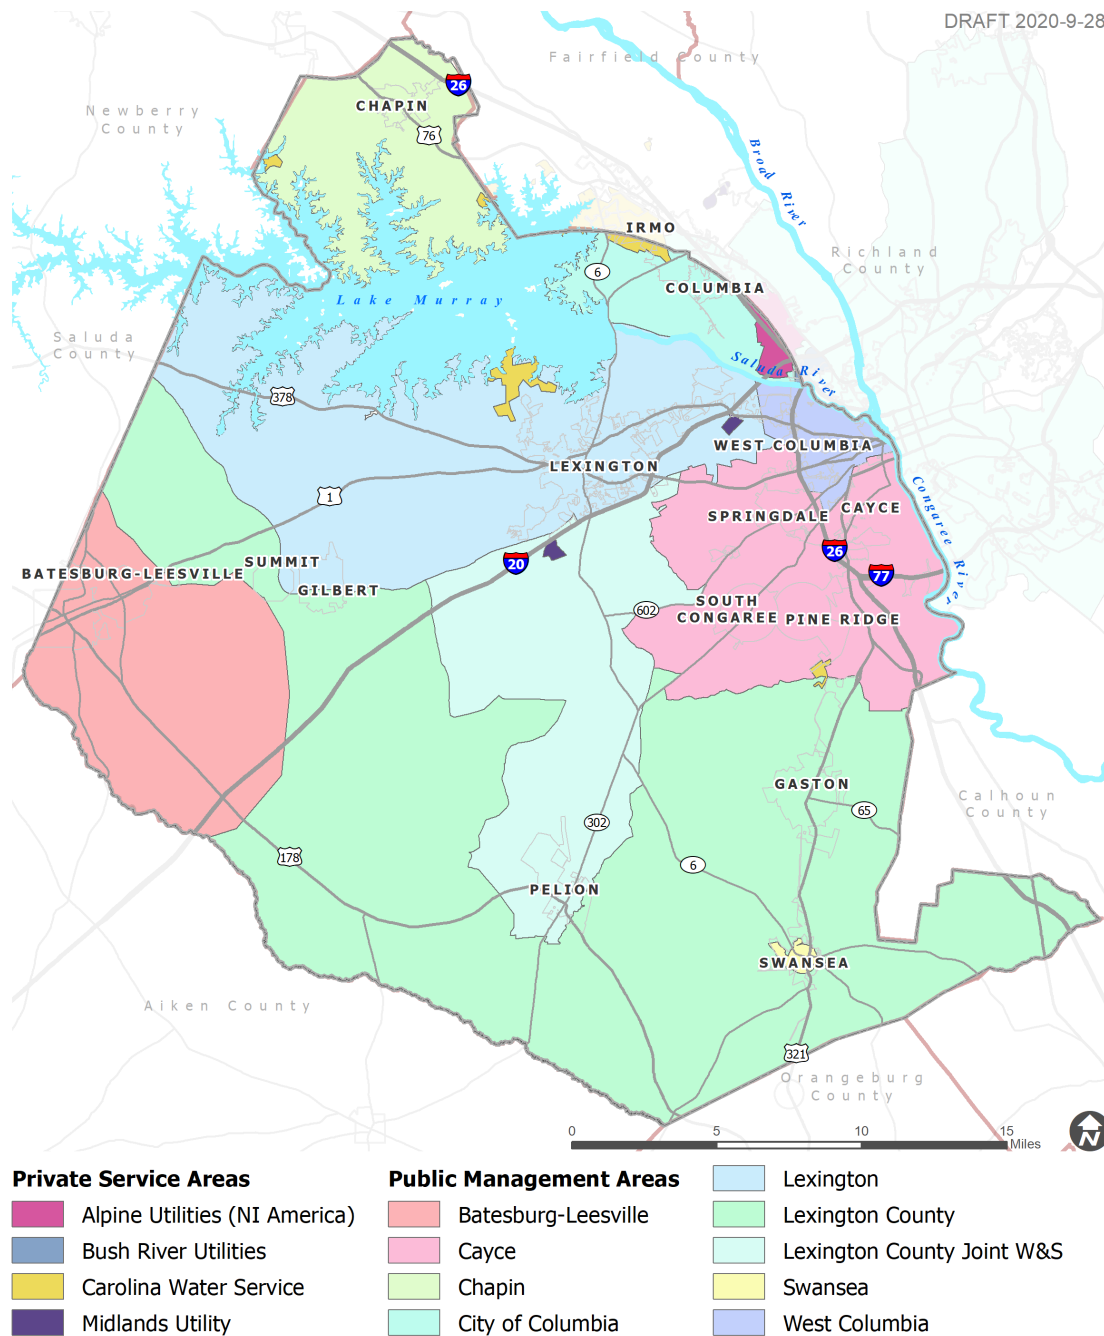 DRAFT 2020-9-28
Fairfield County
26
CHAPIN
Newberry
County
76
Broad River
IRMO
Richland
County
6
COLUMBIA
Lake Murray
Saluda
County
Saluda River
378
WEST COLUMBIA
LEXINGTON
1
Congaree River
CAYCE
SPRINGDALE
26
20
77
SUMMIT
BATESBURG-LEESVILLE
GILBERT
602
SOUTH
CONGAREE
PINE RIDGE
GASTON
Calhoun
County
65
302
178
6
PELION
SWANSEA
Aiken County
321
Orangeburg
County
0 5 10 15
Miles
N
Private Service Areas
Alpine Utilities (NI America)
Bush River Utilities
Carolina Water Service
Midlands Utility
Public Management Areas
Batesburg-Leesville
Cayce
Chapin
City of Columbia
Lexington
Lexington County
Lexington County Joint W&S
Swansea
West Columbia